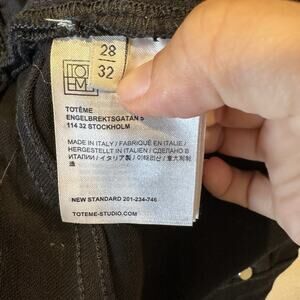 28
32
TO
EM
TOTÊME
ENGELBREKTSGATAN 5
114 32 STOCKHOLM
MADE IN ITALY / FABRIQUÉ EN ITALIE /
HERGESTELLT IN ITALIEN / СДЕЛАНО В
ИТАЛИИ / イタリア製 / 이태리산 / 意大利制
造
NEW STANDARD 201-234-746
TOTEME-STUDIO.COM